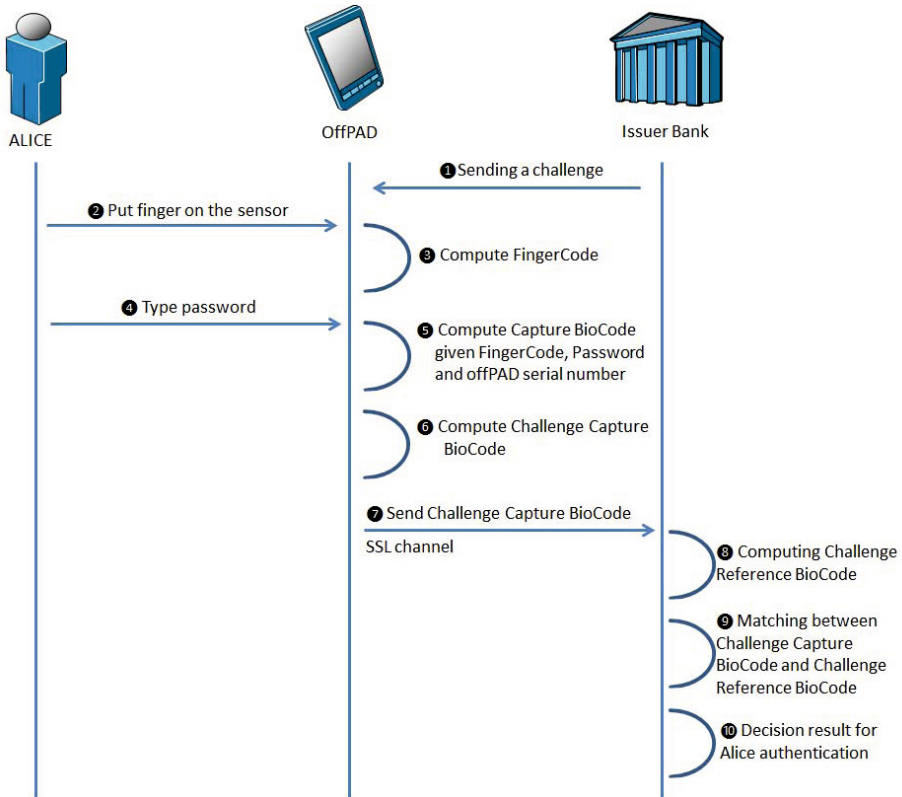 ALICE
OffPAD
Issuer Bank
❶Sending a challenge
❷ Put finger on the sensor
❸ Compute FingerCode
❹ Type password
❺ Compute Capture BioCode
given FingerCode, Password
and offPAD serial number
❻ Compute Challenge Capture
BioCode
❼ Send Challenge Capture BioCode
SSL channel
❽ Computing Challenge
Reference BioCode
❾ Matching between
Challenge Capture
BioCode and Challenge
Reference BioCode
❿ Decision result for
Alice authentication